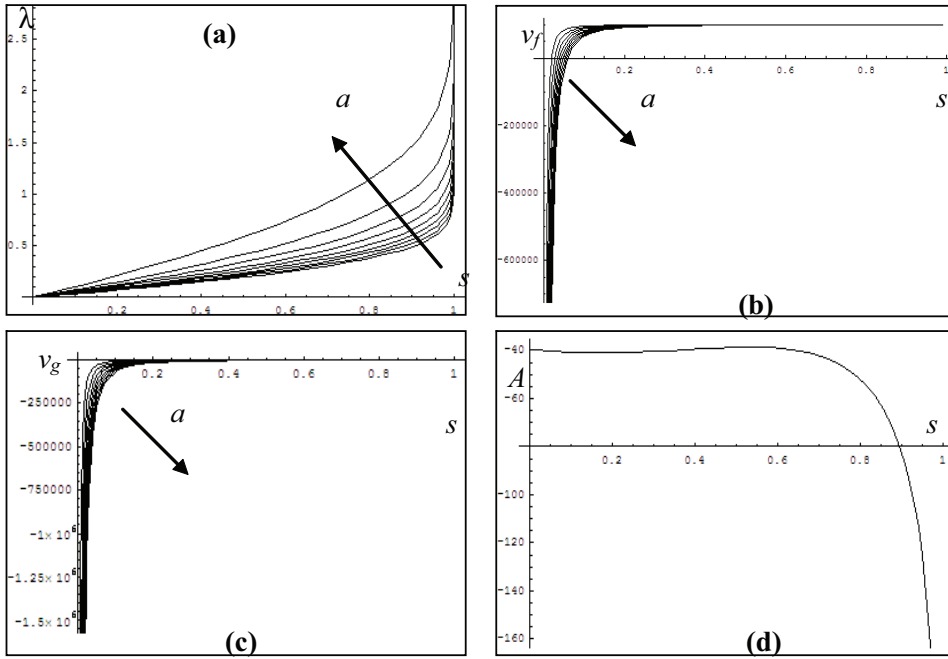 λ
2.5
2
1.5
1
0.5
0.2 0.4 0.6 0.8 1
(a)
a
s
v_f
0.2 0.4 0.6 0.8 1
-200000
-400000
-600000
a
s
(b)
v_g
0.2 0.4 0.6 0.8 1
-250000
-500000
-750000
-1×10^6
-1.25×10^6
-1.5×10^6
a
s
(c)
-40
A
-60
s
0.2 0.4 0.6 0.8 1
-100
-120
-140
-160
(d)